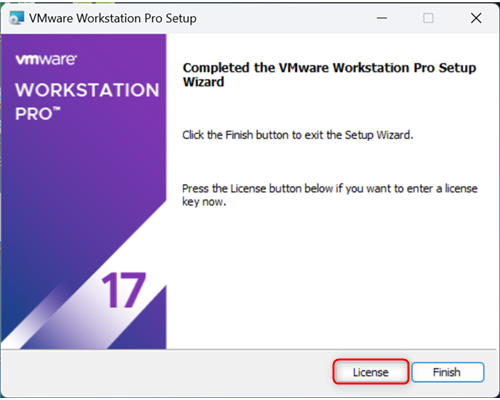 VMware Workstation Pro Setup
vmware®
WORKSTATION
PRO™
17
Completed the VMware Workstation Pro Setup
Wizard
Click the Finish button to exit the Setup Wizard.
Press the License button below if you want to enter a license
key now.
License
Finish